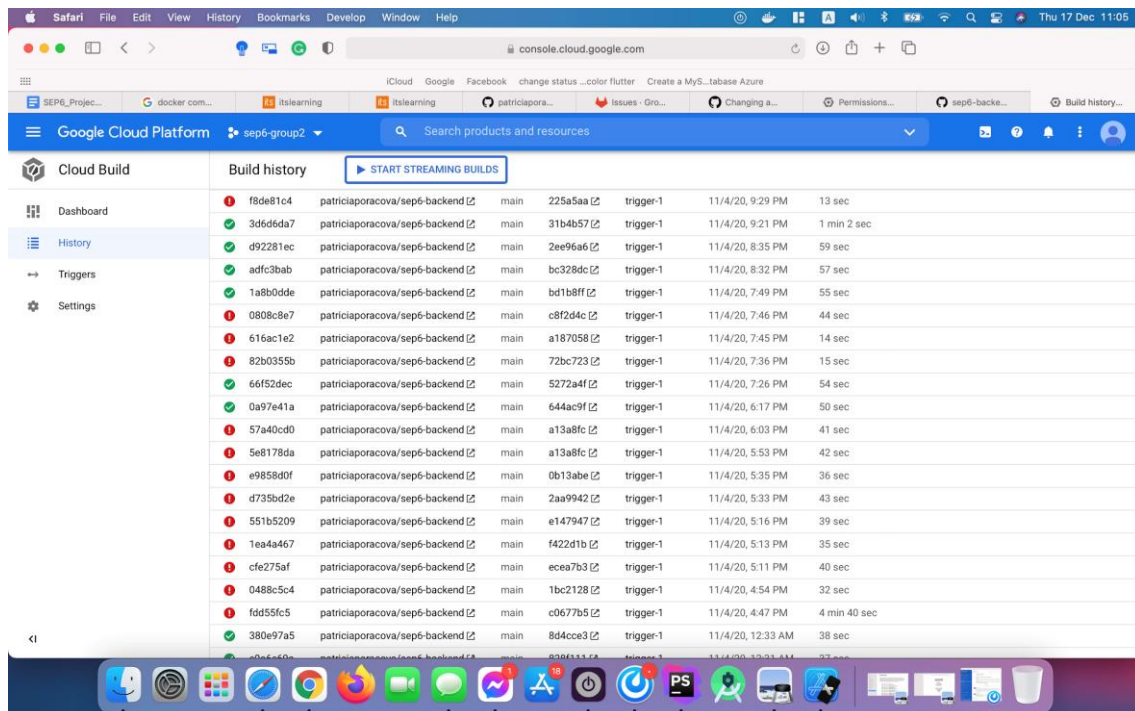 Safari File Edit View History Bookmarks Develop Window Help A Thu 17 Dec 11:05
console.cloud.google.com
iCloud Google Facebook change status ...color flutter Create a MyS...tabase Azure
SEP6_Projec... docker com... its itslearning its itslearning patriciapora... Issues · Gro... Changing a... Permissions... sep6-backe... Build history...
Google Cloud Platform sep6-group2 Search products and resources
Cloud Build Build history START STREAMING BUILDS
Dashboard
History
Triggers
Settings
f8de81c4 patriciaporacova/sep6-backend main 225a5aa trigger-1 11/4/20, 9:29 PM 13 sec
3d6d6da7 patriciaporacova/sep6-backend main 31b4b57 trigger-1 11/4/20, 9:21 PM 1 min 2 sec
d92281ec patriciaporacova/sep6-backend main 2ee96a6 trigger-1 11/4/20, 8:35 PM 59 sec
adfc3bab patriciaporacova/sep6-backend main bc328dc trigger-1 11/4/20, 8:32 PM 57 sec
1a8b0dde patriciaporacova/sep6-backend main bd1b8ff trigger-1 11/4/20, 7:49 PM 55 sec
0808c8e7 patriciaporacova/sep6-backend main c8f2d4c trigger-1 11/4/20, 7:46 PM 44 sec
616ac1e2 patriciaporacova/sep6-backend main a187058 trigger-1 11/4/20, 7:45 PM 14 sec
82b0355b patriciaporacova/sep6-backend main 72bc723 trigger-1 11/4/20, 7:36 PM 15 sec
66f52dec patriciaporacova/sep6-backend main 5272a4f trigger-1 11/4/20, 7:26 PM 54 sec
0a97e41a patriciaporacova/sep6-backend main 644ac9f trigger-1 11/4/20, 6:17 PM 50 sec
57a40cd0 patriciaporacova/sep6-backend main a13a8fc trigger-1 11/4/20, 6:03 PM 41 sec
5e8178da patriciaporacova/sep6-backend main a13a8fc trigger-1 11/4/20, 5:53 PM 42 sec
e9858d0f patriciaporacova/sep6-backend main 0b13abe trigger-1 11/4/20, 5:35 PM 36 sec
d735bd2e patriciaporacova/sep6-backend main 2aa9942 trigger-1 11/4/20, 5:33 PM 43 sec
551b5209 patriciaporacova/sep6-backend main e147947 trigger-1 11/4/20, 5:16 PM 39 sec
1ea4a467 patriciaporacova/sep6-backend main f422d1b trigger-1 11/4/20, 5:13 PM 35 sec
cfe275af patriciaporacova/sep6-backend main ecea7b3 trigger-1 11/4/20, 5:11 PM 40 sec
0488c5c4 patriciaporacova/sep6-backend main 1bc2128 trigger-1 11/4/20, 4:54 PM 32 sec
fdd55fc5 patriciaporacova/sep6-backend main c0677b5 trigger-1 11/4/20, 4:47 PM 4 min 40 sec
380e97a5 patriciaporacova/sep6-backend main 8d4cce3 trigger-1 11/4/20, 12:33 AM 38 sec
1 18 PS